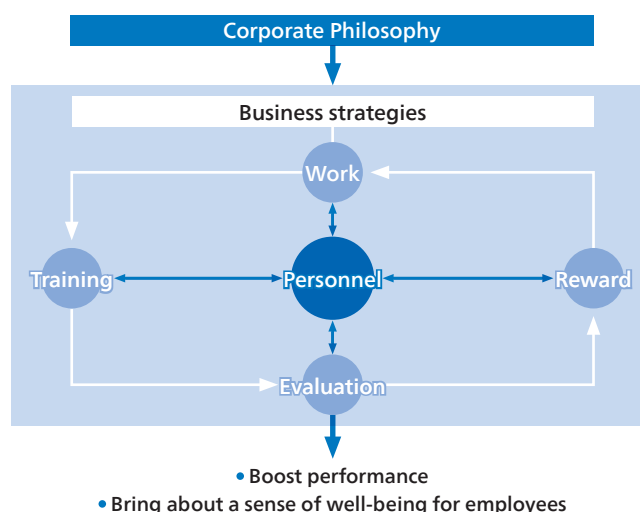 Corporate Philosophy
Business strategies
Work
Training
Personnel
Reward
Evaluation
• Boost performance
• Bring about a sense of well-being for employees